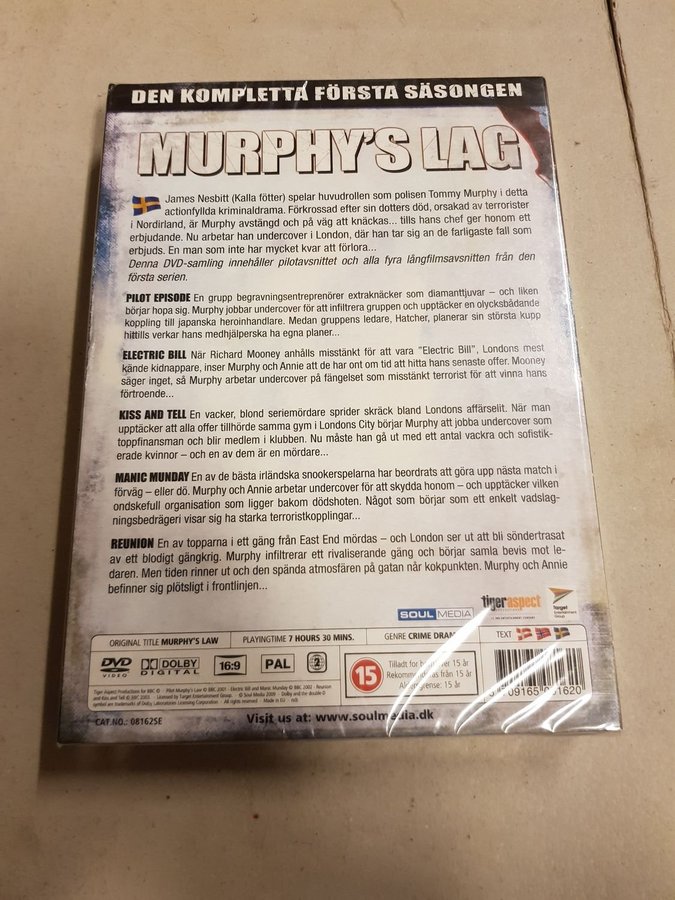 DEN KOMPLETTA FÖRSTA SÄSONGEN
MURPHY'S LAG
James Nesbitt (Kalla fötter) spelar huvudrollen som polisen Tommy Murphy i detta
actionfyllda kriminaldrama. Förkrossad efter sin dotters död, orsakad av terrorister
i Nordirland, är Murphy avstängd och på väg att knäckas... tills hans chef ger honom ett
erbjudande. Nu arbetar han undercover i London, där han tar sig an de farligaste fall som
erbjuds. En man som inte har mycket kvar att förlora...
Denna DVD-samling innehåller pilotavsnittet och alla fyra långfilmsavsnitten från den
första serien.
PILOT EPISODE En grupp begravningsentreprenörer extraknäcker som diamanttjuvar – och liken
börjar hopa sig. Murphy jobbar undercover för att infiltrera gruppen och upptäcker en olycksbådande
koppling till japanska heroinhandlare. Medan gruppens ledare, Hatcher, planerar sin största kupp
hittills verkar hans medhjälperska ha egna planer...
ELECTRIC BILL När Richard Mooney anhålls misstänkt för att vara "Electric Bill", Londons mest
kände kidnappare, inser Murphy och Annie att de har ont om tid att hitta hans senaste offer. Mooney
säger inget, så Murphy arbetar undercover på fängelset som misstänkt terrorist för att vinna hans
förtroende...
KISS AND TELL En vacker, blond seriemördare sprider skräck bland Londons affärselit. När man
upptäcker att alla offer tillhörde samma gym i Londons City börjar Murphy att jobba undercover som
toppfinansman och blir medlem i klubben. Nu måste han gå ut med ett antal vackra och sofistik-
erade kvinnor – och en av dem är en mördare...
MANIC MUNDAY En av de bästa irländska snookerspelarna har beordrats att göra upp nästa match i
förväg – eller dö. Murphy och Annie arbetar undercover för att skydda honom – och upptäcker vilken
ondskefull organisation som ligger bakom dödshoten. Något som börjar som ett enkelt vadslag-
ningsbedrägeri visar sig ha starka terroristkopplingar...
REUNION En av topparna i ett gäng från East End mördas – och London ser ut att bli söndertrasat
av ett blodigt gängkrig. Murphy infiltrerar ett rivaliserande gäng och börjar samla bevis mot le-
daren. Men tiden rinner ut och den spända atmosfären på gatan når kokpunkten. Murphy och Annie
befinner sig plötsligt i frontlinjen...
SOUL MEDIA tigeraspect Target Entertainment Group
ORIGINAL TITLE MURPHY'S LAW PLAYINGTIME 7 HOURS 30 MINS. GENRE CRIME DRAMA TEXT
DVD VIDEO DOLBY DIGITAL 16:9 PAL 2
15 Tilladt for børn over 15 år
Rekommenderas från 15 år
Aldersgrense: 15 år
CAT NO.: 08162SE Visit us at: www.soulmedia.dk